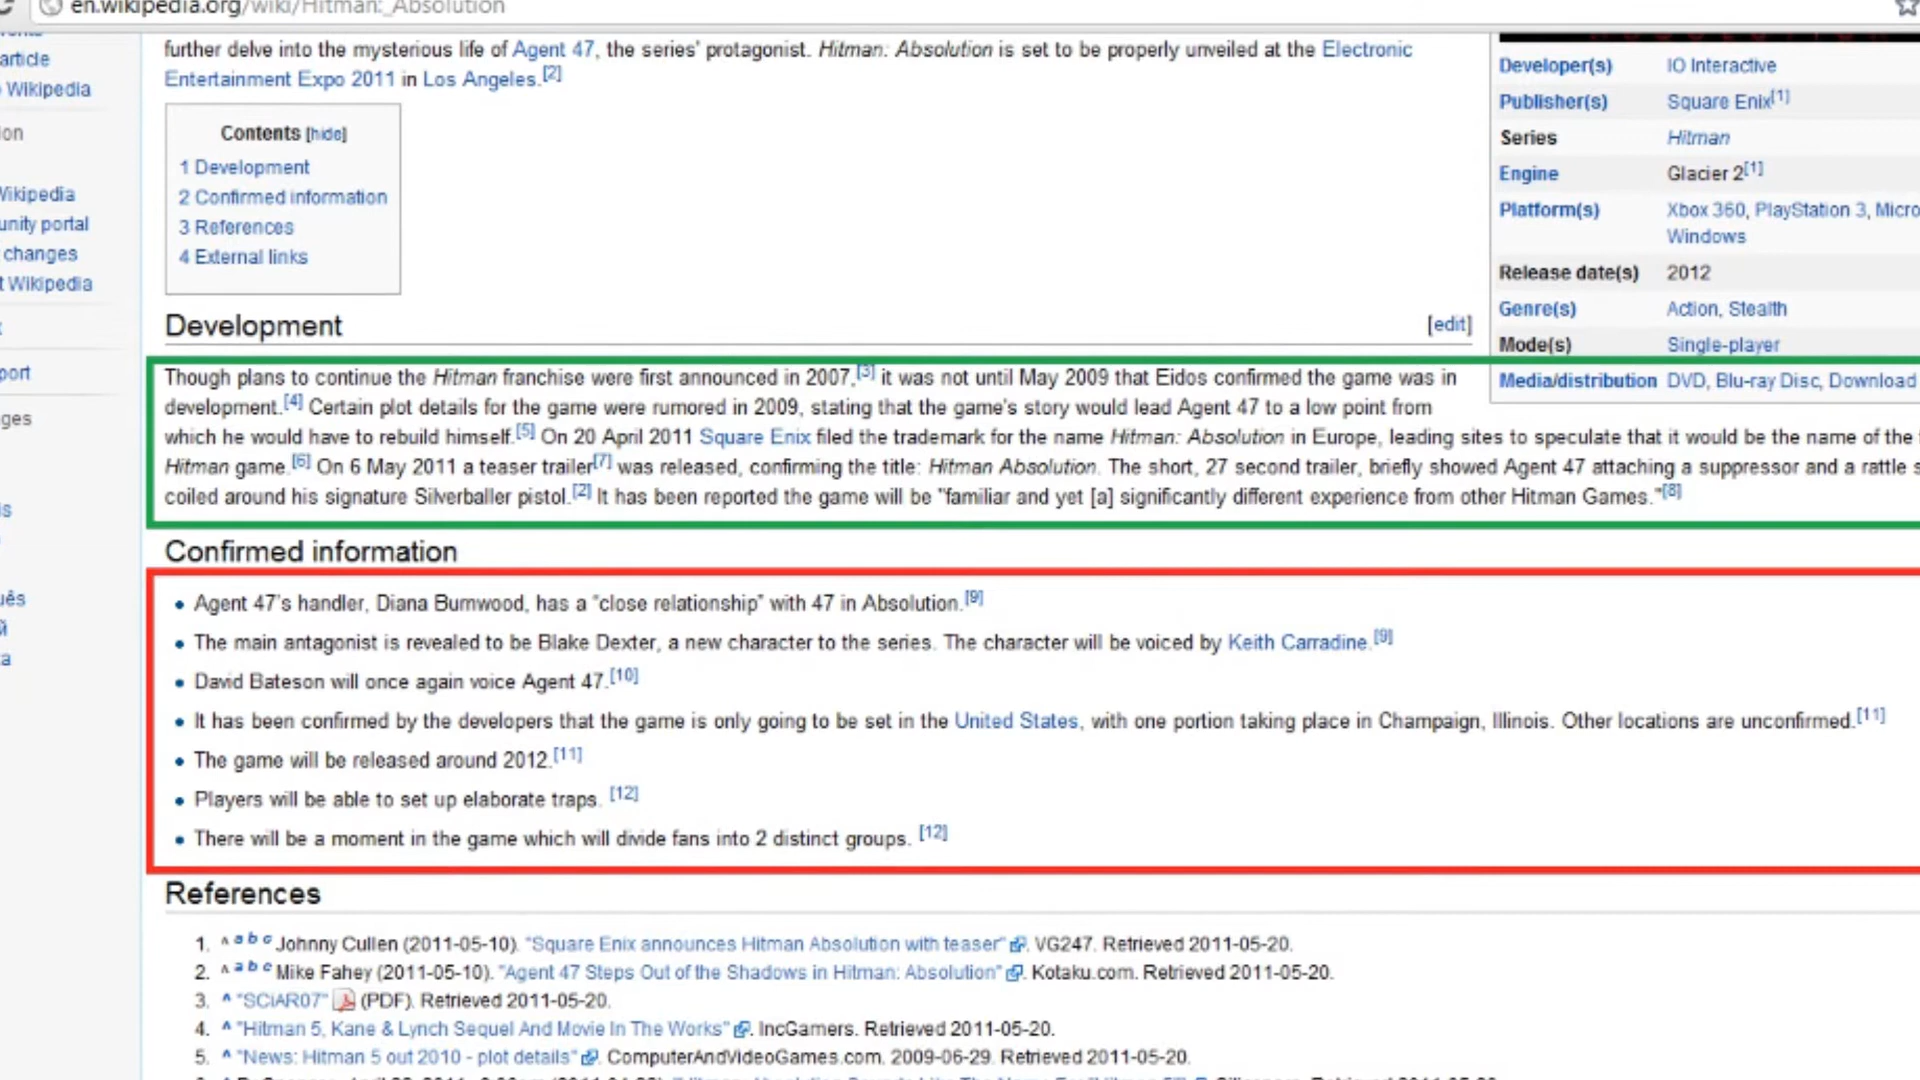 en.wikipedia.org/wiki/Hitman:_Absolution
further delve into the mysterious life of Agent 47, the series' protagonist. Hitman: Absolution is set to be properly unveiled at the Electronic
Entertainment Expo 2011 in Los Angeles.[2]
Contents [hide]
1 Development
2 Confirmed information
3 References
4 External links
article
Wikipedia
ion
Wikipedia
unity portal
changes
t Wikipedia
port
ges
Developer(s) IO Interactive
Publisher(s) Square Enix[1]
Series Hitman
Engine Glacier 2[1]
Platform(s) Xbox 360, PlayStation 3, Micro
Windows
Release date(s) 2012
Genre(s) Action, Stealth
Mode(s) Single-player
Media/distribution DVD, Blu-ray Disc, Download
Development [edit]
Though plans to continue the Hitman franchise were first announced in 2007,[3] it was not until May 2009 that Eidos confirmed the game was in
development.[4] Certain plot details for the game were rumored in 2009, stating that the game's story would lead Agent 47 to a low point from
which he would have to rebuild himself.[5] On 20 April 2011 Square Enix filed the trademark for the name Hitman: Absolution in Europe, leading sites to speculate that it would be the name of the
Hitman game.[6] On 6 May 2011 a teaser trailer[7] was released, confirming the title: Hitman Absolution. The short, 27 second trailer, briefly showed Agent 47 attaching a suppressor and a rattle s
coiled around his signature Silverballer pistol.[2] It has been reported the game will be "familiar and yet [a] significantly different experience from other Hitman Games."[8]
Confirmed information
• Agent 47's handler, Diana Burnwood, has a "close relationship" with 47 in Absolution.[9]
• The main antagonist is revealed to be Blake Dexter, a new character to the series. The character will be voiced by Keith Carradine.[9]
• David Bateson will once again voice Agent 47.[10]
• It has been confirmed by the developers that the game is only going to be set in the United States, with one portion taking place in Champaign, Illinois. Other locations are unconfirmed.[11]
• The game will be released around 2012.[11]
• Players will be able to set up elaborate traps. [12]
• There will be a moment in the game which will divide fans into 2 distinct groups. [12]
References
1. ^ a b c Johnny Cullen (2011-05-10). "Square Enix announces Hitman Absolution with teaser". VG247. Retrieved 2011-05-20.
2. ^ a b c Mike Fahey (2011-05-10). "Agent 47 Steps Out of the Shadows in Hitman: Absolution". Kotaku.com. Retrieved 2011-05-20.
3. ^ "SCiAR07" (PDF). Retrieved 2011-05-20.
4. ^ "Hitman 5, Kane & Lynch Sequel And Movie In The Works". IncGamers. Retrieved 2011-05-20.
5. ^ "News: Hitman 5 out 2010 - plot details". ComputerAndVideoGames.com. 2009-06-29. Retrieved 2011-05-20.